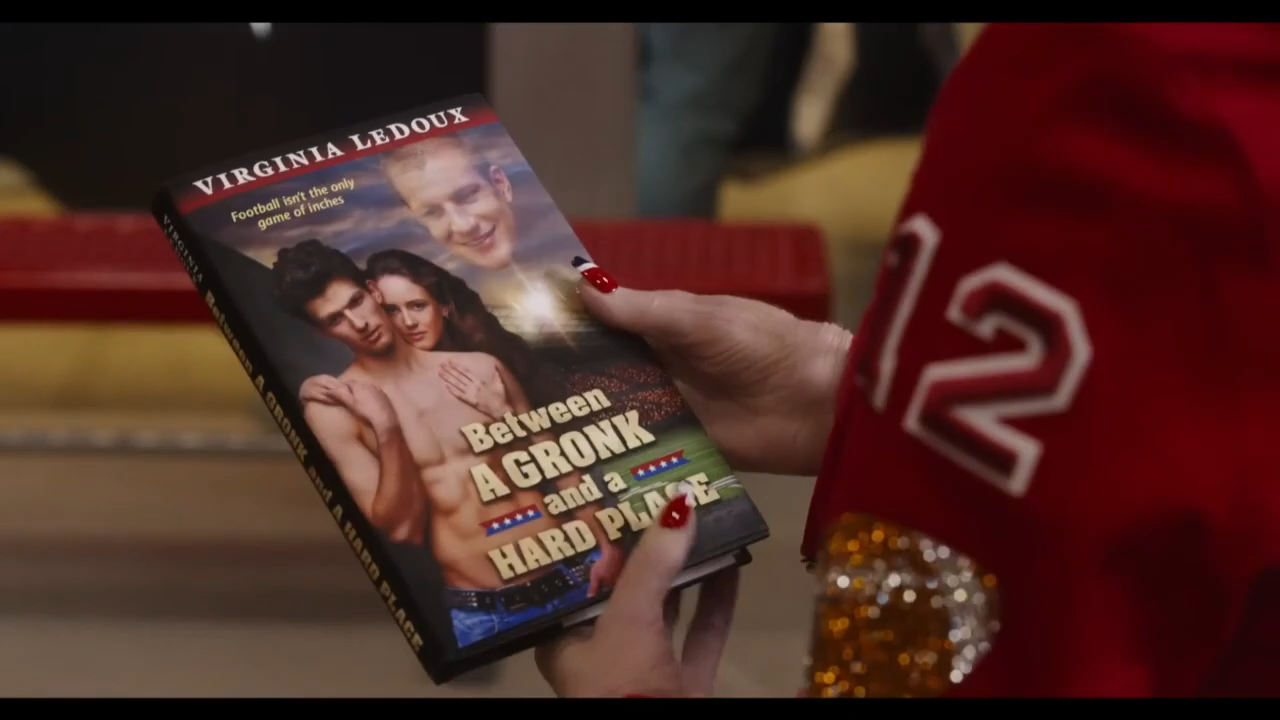 VIRGINIA LEDOUX
Football isn't the only
game of inches
Between
A GRONK
and a
HARD PLACE
VIRGINIA Between A GRONK and A HARD PLACE
12